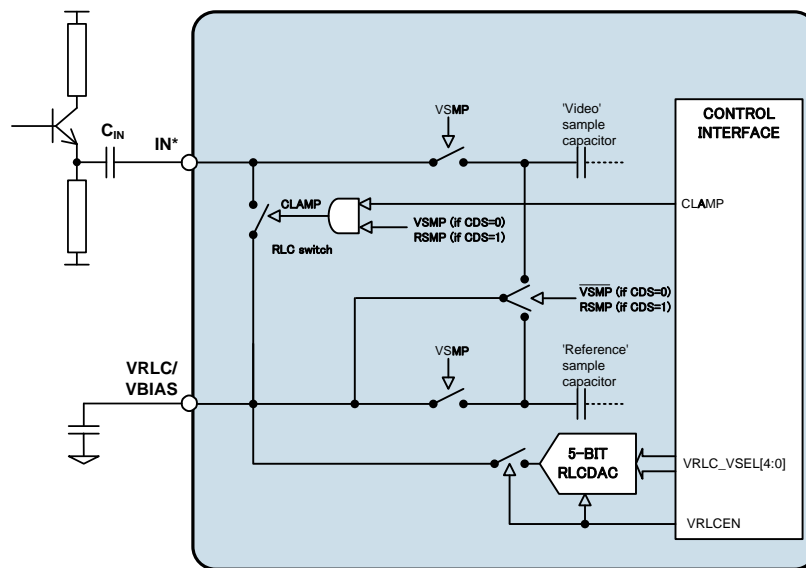 'Video'
sample
capacitor
CONTROL
INTERFACE
VSMP
C_IN
IN*
CLAMP
CLAMP
VSMP (if CDS=0)
RSMP (if CDS=1)
RLC switch
V̅S̅M̅P̅ (if CDS=0)
RSMP (if CDS=1)
VRLC/
VBIAS
VSMP
'Reference'
sample
capacitor
5-BIT
RLCDAC
VRLC_VSEL[4:0]
VRLCEN